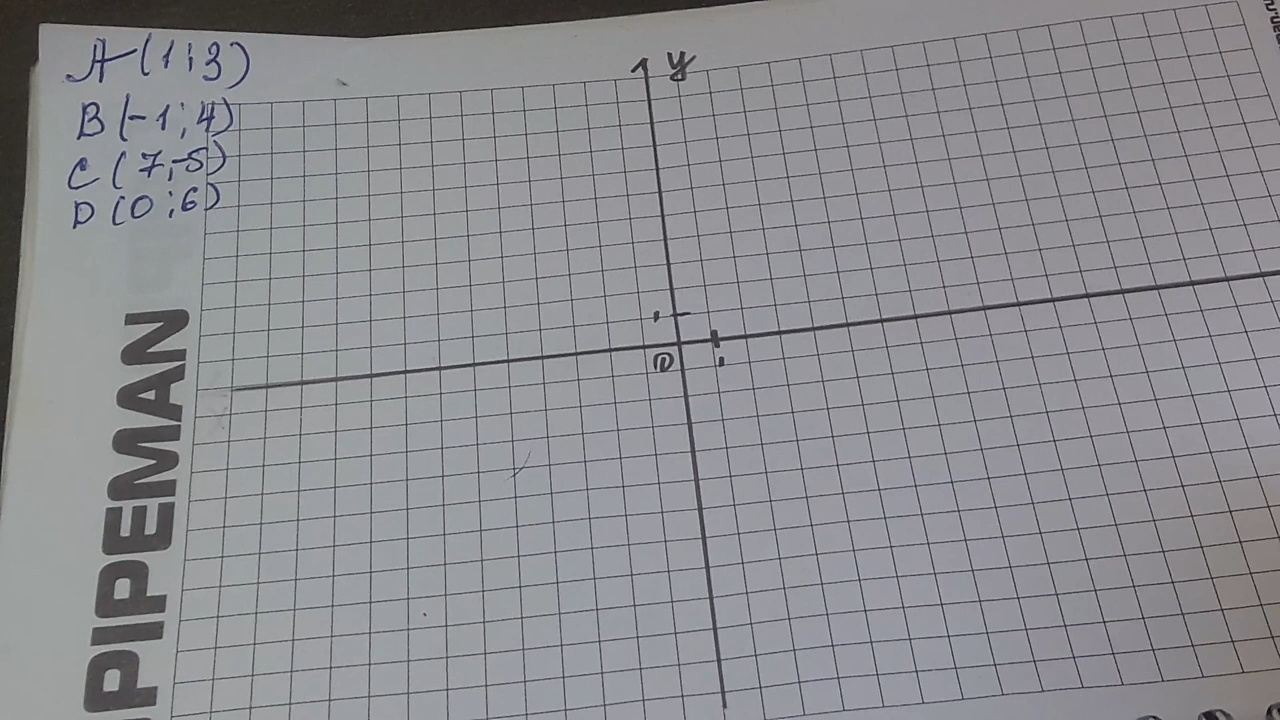 A(1;3)
B(-1;4)
C(7;-5)
D(0;6)
y
1
0
1
PIPEMAN